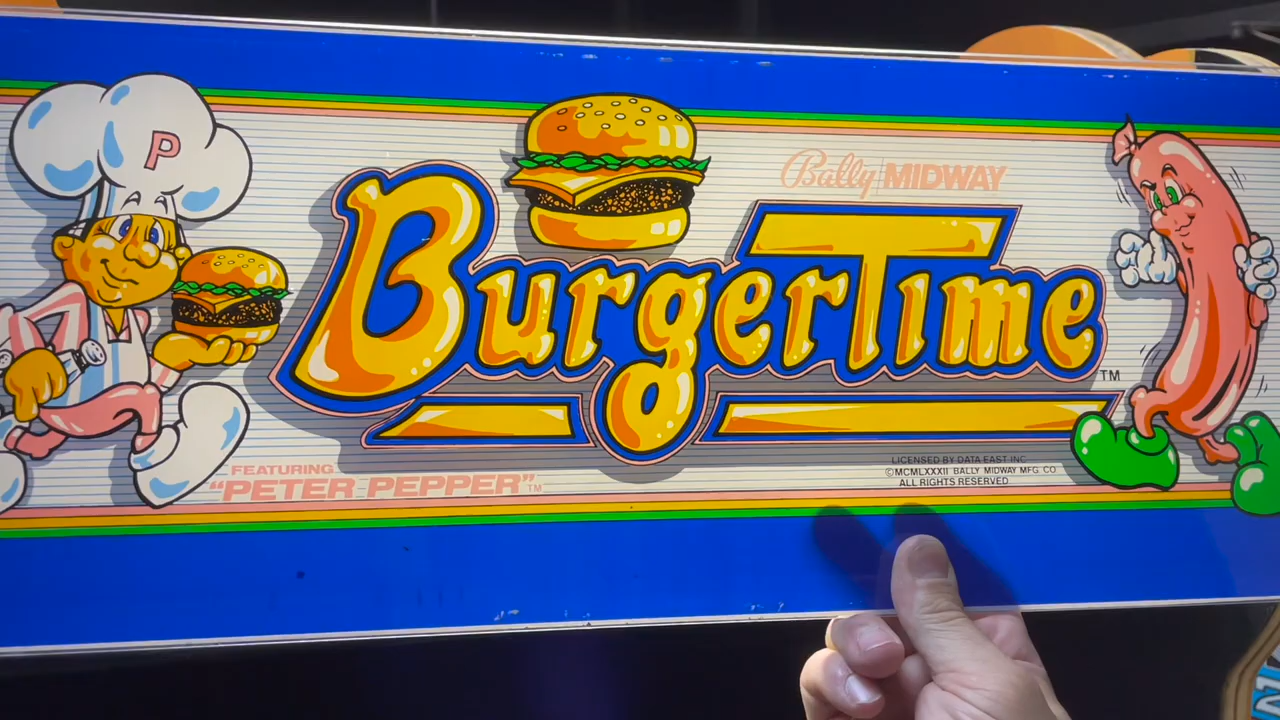 P
Bally MIDWAY
BurgerTime
TM
FEATURING
"PETER PEPPER"TM
LICENSED BY DATA EAST INC
©MCMLXXXII BALLY MIDWAY MFG. CO
ALL RIGHTS RESERVED